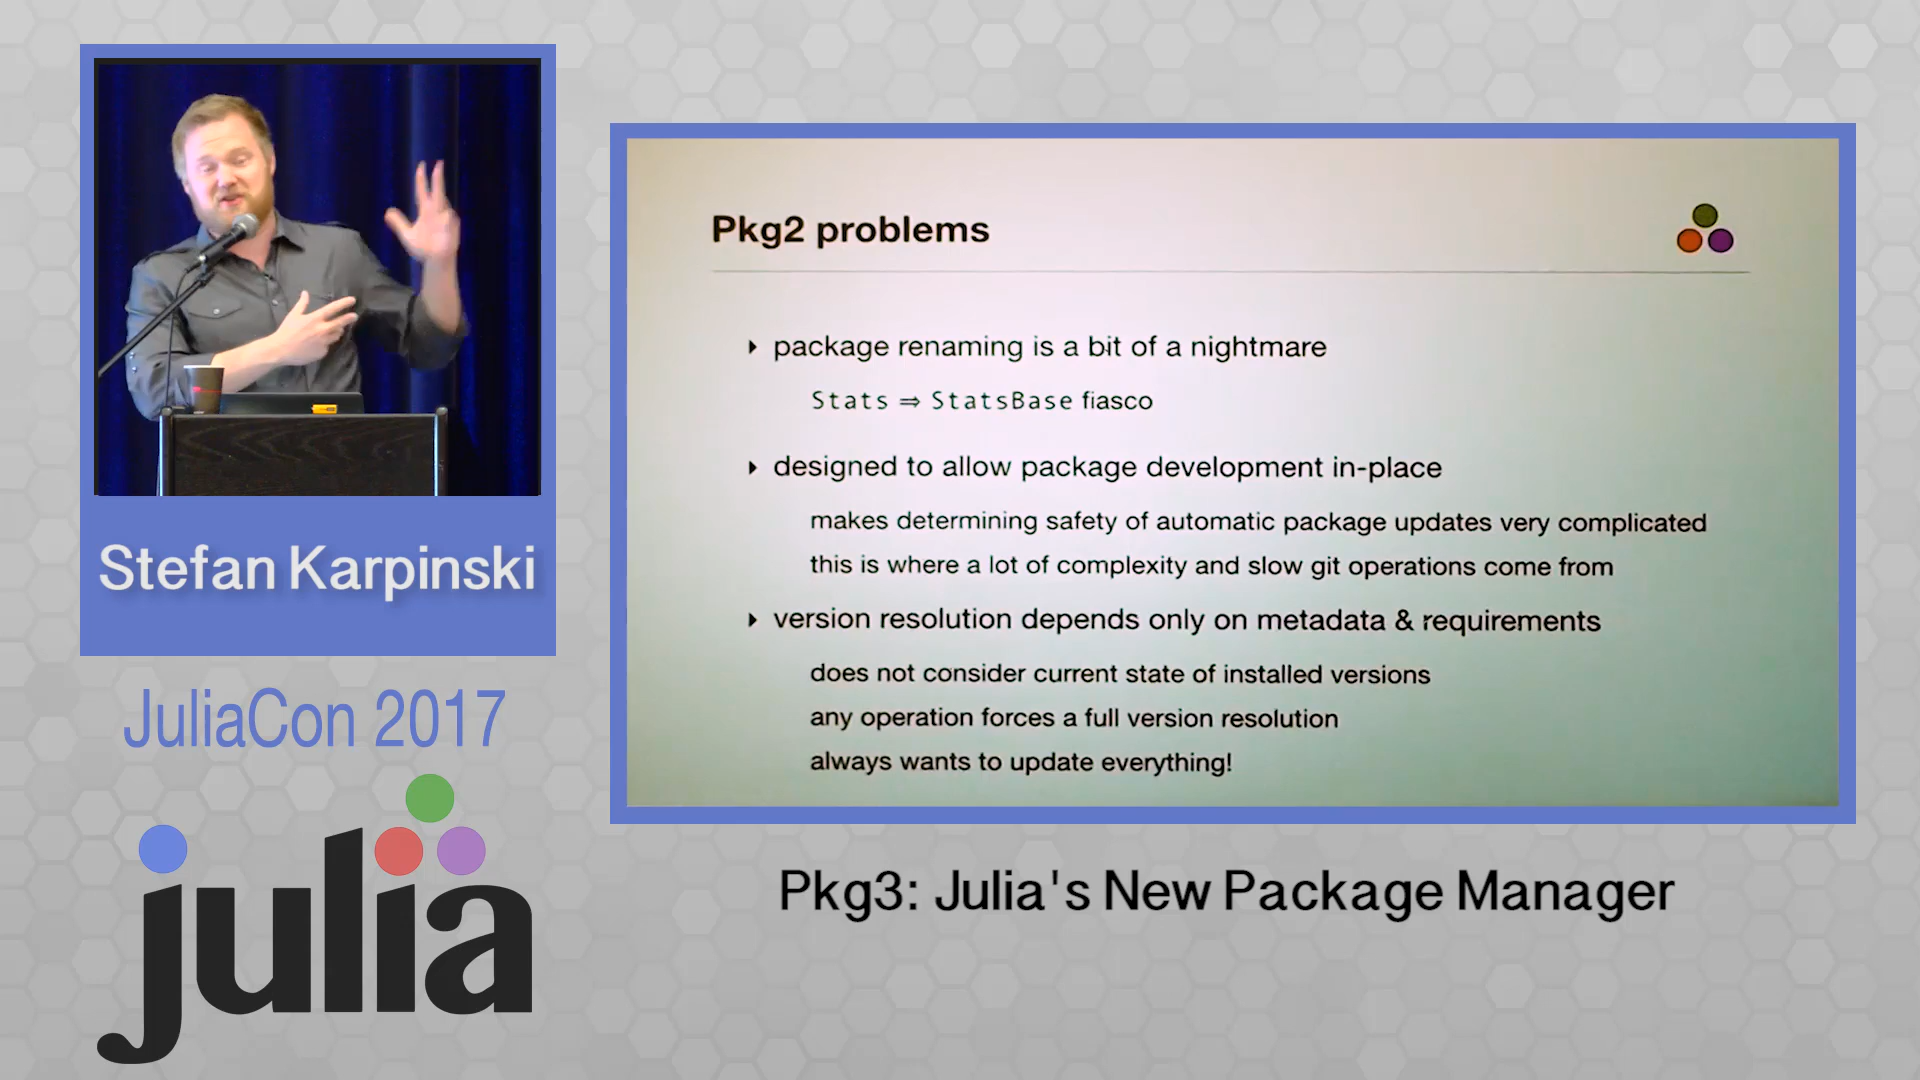 Stefan Karpinski
JuliaCon 2017
julia
Pkg2 problems
package renaming is a bit of a nightmare
Stats ⇒ StatsBase fiasco
designed to allow package development in-place
makes determining safety of automatic package updates very complicated
this is where a lot of complexity and slow git operations come from
version resolution depends only on metadata & requirements
does not consider current state of installed versions
any operation forces a full version resolution
always wants to update everything!
Pkg3: Julia's New Package Manager